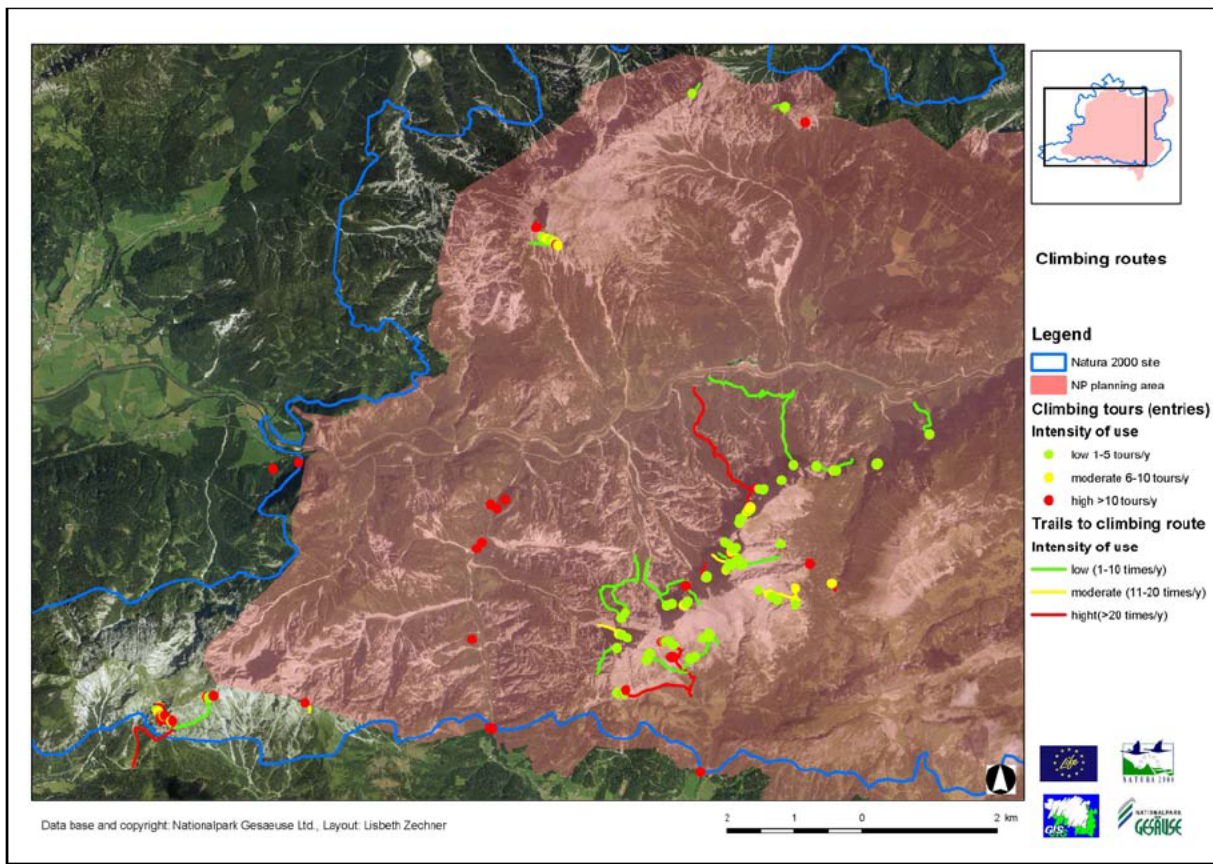 Climbing routes
Legend
Natura 2000 site
NP planning area
Climbing tours (entries)
Intensity of use
low 1-5 tours/y
moderate 6-10 tours/y
high >10 tours/y
Trails to climbing route
Intensity of use
low (1-10 times/y)
moderate (11-20 times/y)
hight(>20 times/y)
Life
NATURA 2000
GIS
NATIONALPARK
GESÄUSE
2 1 0 2 km
Data base and copyright: Nationalpark Gesaeuse Ltd., Layout: Lisbeth Zechner